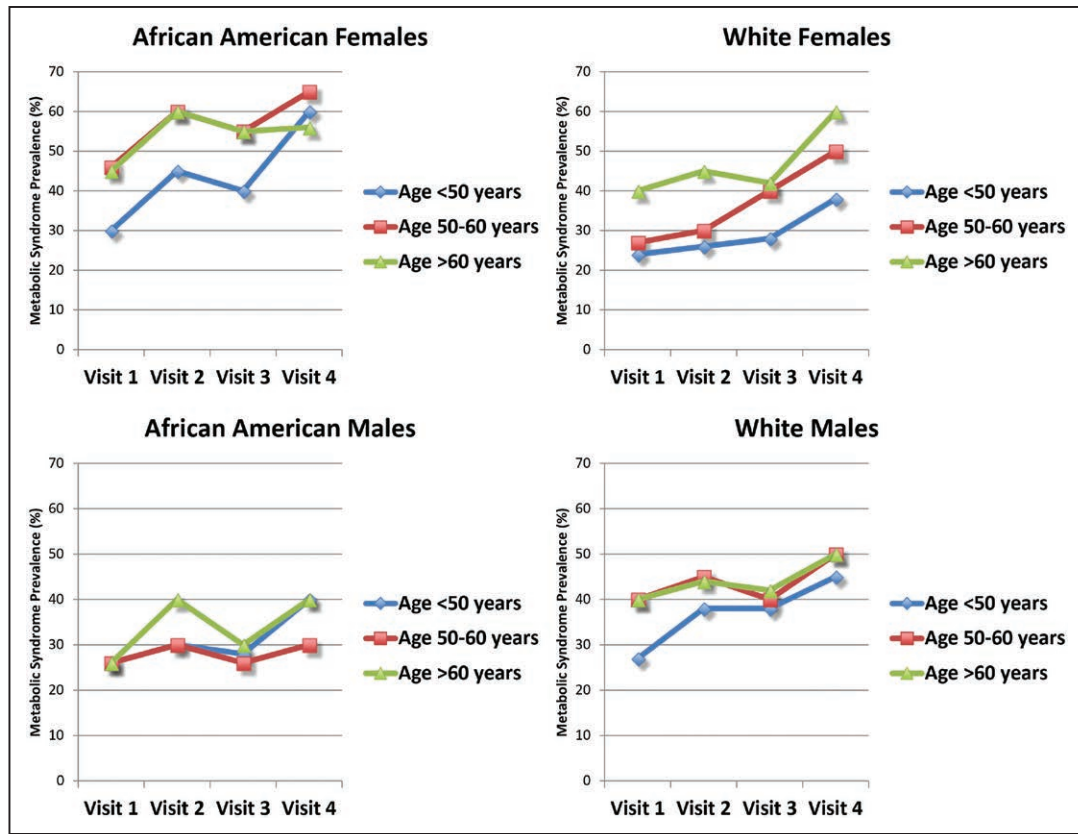 African American Females
Metabolic Syndrome Prevalence (%)
70
60
50
40
30
20
10
0
Visit 1 Visit 2 Visit 3 Visit 4
Age <50 years
Age 50-60 years
Age >60 years
White Females
Metabolic Syndrome Prevalence (%)
70
60
50
40
30
20
10
0
Visit 1 Visit 2 Visit 3 Visit 4
Age <50 years
Age 50-60 years
Age >60 years
African American Males
Metabolic Syndrome Prevalence (%)
70
60
50
40
30
20
10
0
Visit 1 Visit 2 Visit 3 Visit 4
Age <50 years
Age 50-60 years
Age >60 years
White Males
Metabolic Syndrome Prevalence (%)
70
60
50
40
30
20
10
0
Visit 1 Visit 2 Visit 3 Visit 4
Age <50 years
Age 50-60 years
Age >60 years